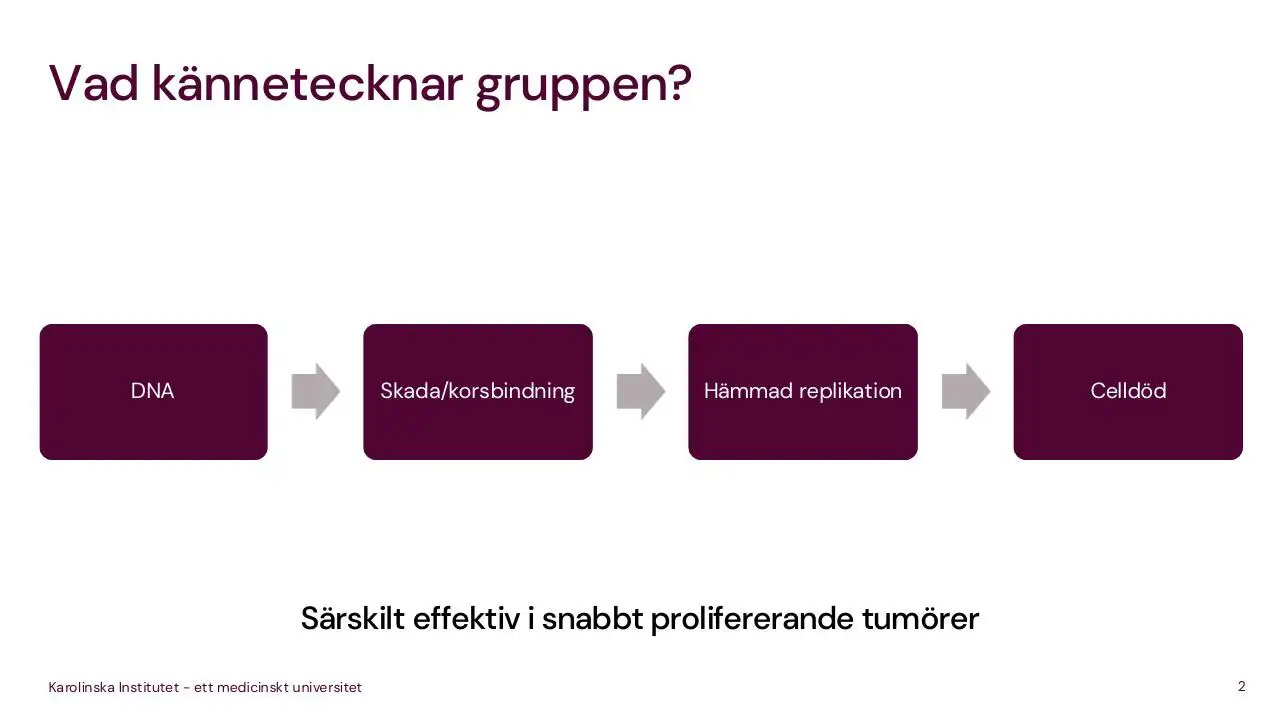 Vad kännetecknar gruppen?
DNA
Skada/korsbindning
Hämmad replikation
Celldöd
Särskilt effektiv i snabbt prolifererande tumörer
Karolinska Institutet - ett medicinskt universitet
2